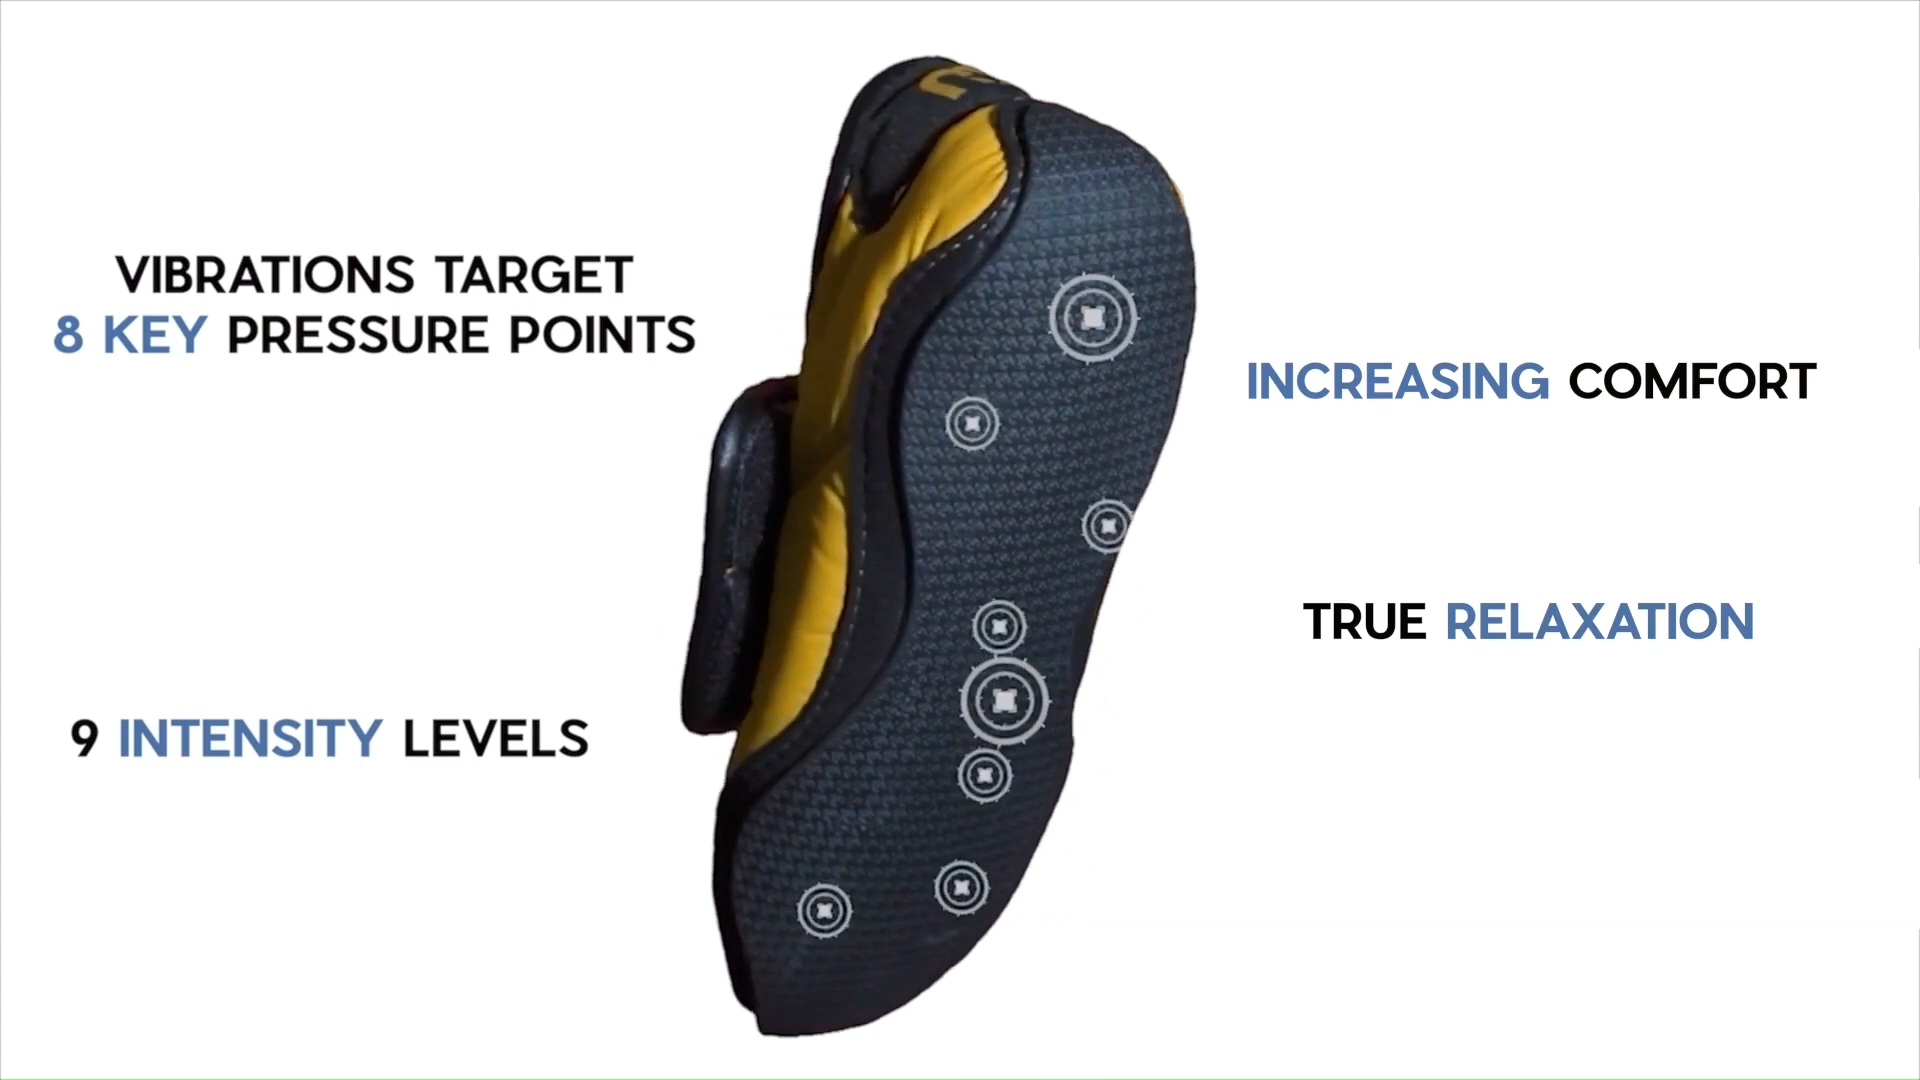 VIBRATIONS TARGET
8 KEY PRESSURE POINTS
INCREASING COMFORT
TRUE RELAXATION
9 INTENSITY LEVELS